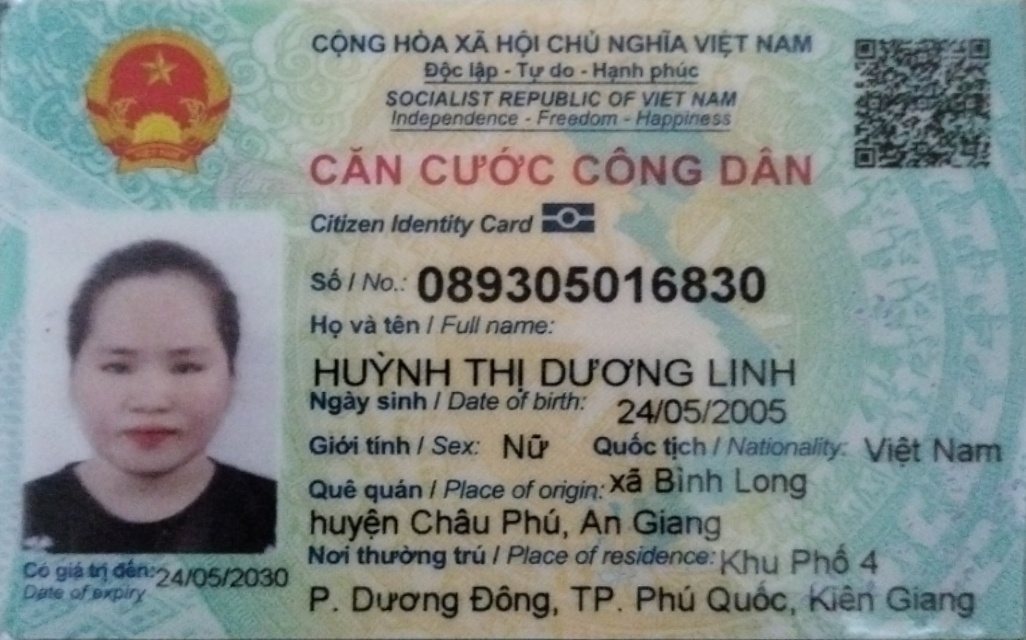 CỘNG HÒA XÃ HỘI CHỦ NGHĨA VIỆT NAM
Độc lập - Tự do - Hạnh phúc
SOCIALIST REPUBLIC OF VIET NAM
Independence - Freedom - Happiness
CĂN CƯỚC CÔNG DÂN
Citizen Identity Card
Số / No.: 089305016830
Họ và tên / Full name:
HUỲNH THỊ DƯƠNG LINH
Ngày sinh / Date of birth: 24/05/2005
Giới tính / Sex: Nữ Quốc tịch / Nationality: Việt Nam
Quê quán / Place of origin: xã Bình Long
huyện Châu Phú, An Giang
Nơi thường trú / Place of residence: Khu Phố 4
P. Dương Đông, TP. Phú Quốc, Kiên Giang
Có giá trị đến: 24/05/2030
Date of expiry